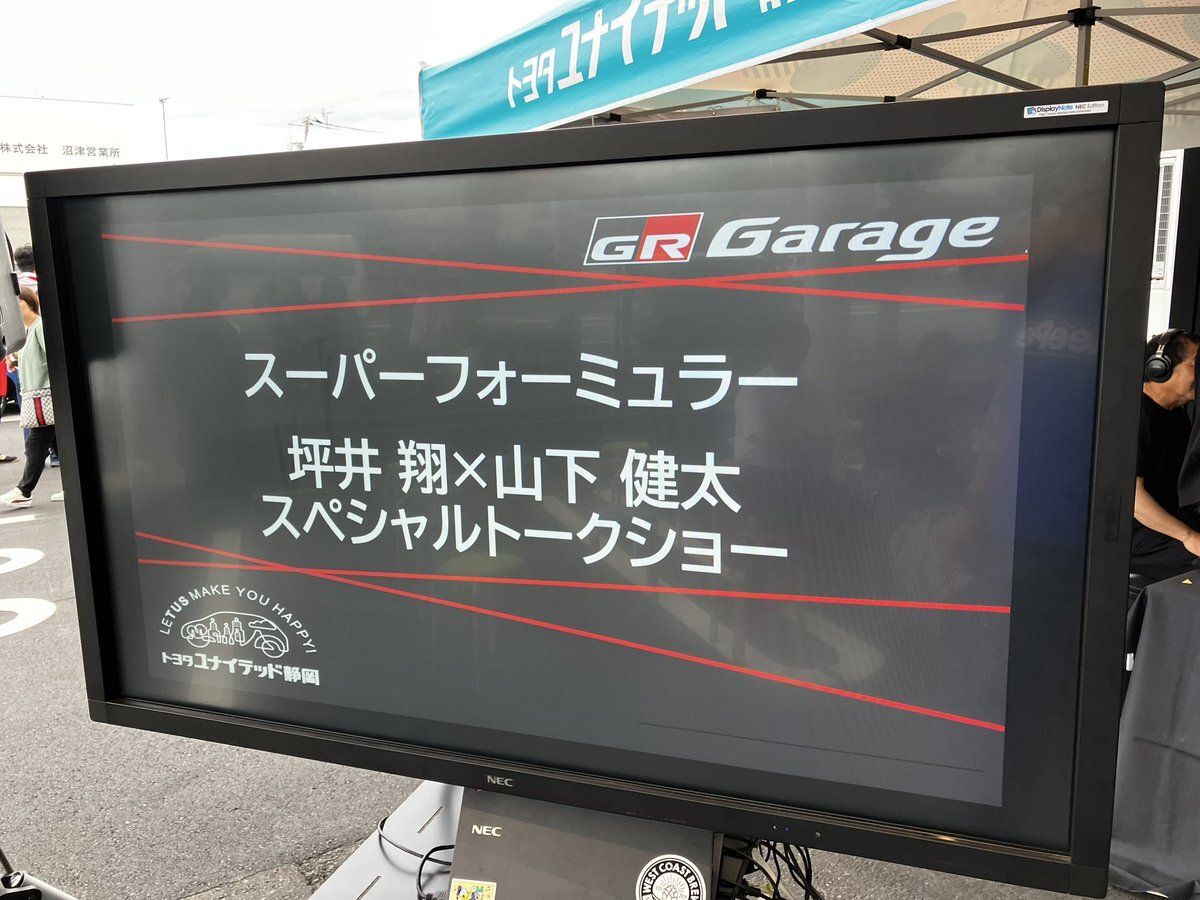 トヨタユナイテッド
DisplayNote NEC Edition
株式会社 沼津営業所
GR Garage
スーパーフォーミュラー
坪井 翔×山下 健太
スペシャルトークショー
LETUS MAKE YOU HAPPY!
トヨタユナイテッド静岡
NEC
NEC
WEST COAST